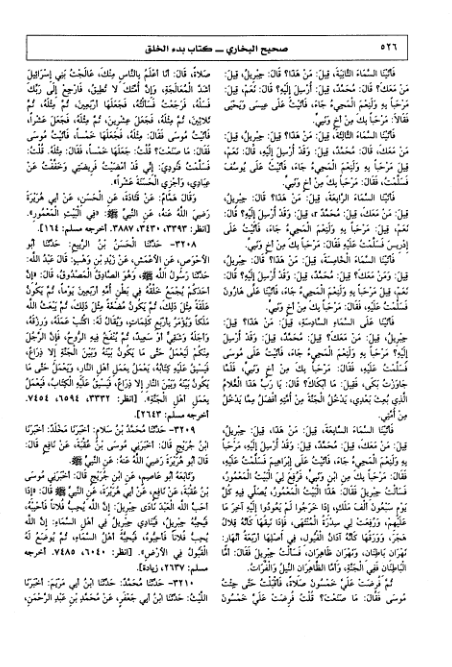 ٥٢٦
صحيح البخاري ــ كتاب بدء الخلق
فَأَتَيْنَا السَّمَاءَ الثَّانِيَةَ، قِيلَ: مَنْ هَذَا؟ قَالَ: جِبْرِيلُ، قِيلَ:
مَنْ مَعَكَ؟ قَالَ: مُحَمَّدٌ، قِيلَ: أُرْسِلَ إِلَيْهِ؟ قَالَ: نَعَمْ، قِيلَ:
مَرْحَباً بِهِ وَلَنِعْمَ الْمَجِيءُ جَاءَ، فَأَتَيْتُ عَلَى عِيسَى وَيَحْيَى
فَقَالَا: مَرْحَباً بِكَ مِنْ أَخٍ وَنَبِيٍّ.
فَأَتَيْنَا السَّمَاءَ الثَّالِثَةَ، قِيلَ: مَنْ هَذَا؟ قِيلَ: جِبْرِيلُ، قِيلَ:
مَنْ مَعَكَ، قَالَ: مُحَمَّدٌ، قِيلَ: وَقَدْ أُرْسِلَ إِلَيْهِ؟ قَالَ: نَعَمْ،
قِيلَ: مَرْحَباً بِهِ وَلَنِعْمَ الْمَجِيءُ جَاءَ، فَأَتَيْتُ عَلَى يُوسُفَ
فَسَلَّمْتُ، فَقَالَ: مَرْحَباً بِكَ مِنْ أَخٍ وَنَبِيٍّ.
فَأَتَيْنَا السَّمَاءَ الرَّابِعَةَ، قِيلَ: مَنْ هَذَا؟ قَالَ: جِبْرِيلُ،
قِيلَ: مَنْ مَعَكَ، قِيلَ: مُحَمَّدٌ ﷺ، قِيلَ: وَقَدْ أُرْسِلَ إِلَيْهِ؟ قَالَ:
نَعَمْ، قِيلَ: مَرْحَباً بِهِ وَلَنِعْمَ الْمَجِيءُ جَاءَ، فَأَتَيْتُ عَلَى
إِدْرِيسَ فَسَلَّمْتُ عَلَيْهِ فَقَالَ: مَرْحَباً بِكَ مِنْ أَخٍ وَنَبِيٍّ.
فَأَتَيْنَا السَّمَاءَ الْخَامِسَةَ، قِيلَ: مَنْ هَذَا؟ قَالَ: جِبْرِيلُ،
قِيلَ: وَمَنْ مَعَكَ؟ قِيلَ: مُحَمَّدٌ، قِيلَ: وَقَدْ أُرْسِلَ إِلَيْهِ؟ قَالَ:
نَعَمْ، قِيلَ: مَرْحَباً بِهِ وَلَنِعْمَ الْمَجِيءُ جَاءَ، فَأَتَيْنَا عَلَى هَارُونَ
فَسَلَّمْتُ عَلَيْهِ، فَقَالَ: مَرْحَباً بِكَ مِنْ أَخٍ وَنَبِيٍّ.
فَأَتَيْنَا عَلَى السَّمَاءِ السَّادِسَةِ، قِيلَ: مَنْ هَذَا؟ قِيلَ:
جِبْرِيلُ، قِيلَ: مَنْ مَعَكَ؟ قِيلَ: مُحَمَّدٌ ﷺ، قِيلَ: وَقَدْ أُرْسِلَ
إِلَيْهِ؟ مَرْحَباً بِهِ وَلَنِعْمَ الْمَجِيءُ جَاءَ، فَأَتَيْتُ عَلَى مُوسَى
فَسَلَّمْتُ عَلَيْهِ، فَقَالَ: مَرْحَباً بِكَ مِنْ أَخٍ وَنَبِيٍّ، فَلَمَّا
جَاوَزْتُ بَكَى، فَقِيلَ: مَا أَبْكَاكَ؟ قَالَ: يَا رَبِّ هَذَا الْغُلَامُ
الَّذِي بُعِثَ بَعْدِي، يَدْخُلُ الْجَنَّةَ مِنْ أُمَّتِهِ أَفْضَلُ مِمَّا يَدْخُلُ
مِنْ أُمَّتِي.
فَأَتَيْنَا السَّمَاءَ السَّابِعَةَ، قِيلَ: مَنْ هَذَا؟ قِيلَ: جِبْرِيلُ،
قِيلَ: مَنْ مَعَكَ، قِيلَ: مُحَمَّدٌ، قِيلَ: وَقَدْ أُرْسِلَ إِلَيْهِ، مَرْحَباً
بِهِ وَلَنِعْمَ الْمَجِيءُ جَاءَ، فَأَتَيْتُ عَلَى إِبْرَاهِيمَ فَسَلَّمْتُ عَلَيْهِ،
فَقَالَ: مَرْحَباً بِكَ مِنْ ابنٍ وَنَبِيٍّ، فَرُفِعَ لِيَ الْبَيْتُ الْمَعْمُورُ،
فَسَأَلْتُ جِبْرِيلَ فَقَالَ: هَذَا الْبَيْتُ الْمَعْمُورُ، يُصَلِّي فِيهِ كُلَّ
يَوْمٍ سَبْعُونَ أَلْفَ مَلَكٍ، إِذَا خَرَجُوا لَمْ يَعُودُوا إِلَيْهِ آخِرَ مَا
عَلَيْهِمْ، وَرُفِعَتْ لِي سِدْرَةُ الْمُنْتَهَى، فَإِذَا نَبِقُهَا كَأَنَّهُ قِلَالُ
هَجَرَ، وَوَرَقُهَا كَأَنَّهُ آذَانُ الْفُيُولِ، فِي أَصْلِهَا أَرْبَعَةُ أَنْهَارٍ:
نَهْرَانِ بَاطِنَانِ، وَنَهْرَانِ ظَاهِرَانِ، فَسَأَلْتُ جِبْرِيلَ فَقَالَ: أَمَّا
الْبَاطِنَانِ فَفِي الْجَنَّةِ، وَأَمَّا الظَّاهِرَانِ النِّيلُ وَالْفُرَاتُ.
ثُمَّ فُرِضَتْ عَلَيَّ خَمْسُونَ صَلَاةً، فَأَقْبَلْتُ حَتَّى جِئْتُ
مُوسَى فَقَالَ: مَا صَنَعْتَ؟ قُلْتُ فُرِضَتْ عَلَيَّ خَمْسُونَ
صَلَاةً، قَالَ: أَنَا أَعْلَمُ بِالنَّاسِ مِنْكَ، عَالَجْتُ بَنِي إِسْرَائِيلَ
أَشَدَّ الْمُعَالَجَةِ، وَإِنَّ أُمَّتَكَ لَا تُطِيقُ، فَارْجِعْ إِلَى رَبِّكَ
فَسَلْهُ، فَرَجَعْتُ فَسَأَلْتُهُ، فَجَعَلَهَا أَرْبَعِينَ، ثُمَّ مِثْلَهُ، ثُمَّ
ثَلَاثِينَ، ثُمَّ مِثْلَهُ، فَجَعَلَ عِشْرِينَ، ثُمَّ مِثْلَهُ، فَجَعَلَ عَشْراً،
فَأَتَيْتُ مُوسَى فَقَالَ: مِثْلَهُ، فَجَعَلَهَا خَمْساً، فَأَتَيْتُ مُوسَى
فَقَالَ: مَا صَنَعْتَ؟ قُلْتُ: جَعَلَهَا خَمْساً، فَقَالَ: مِثْلَهُ. قُلْتُ:
فَسَلَّمْتُ فَنُودِيَ: إِنِّي قَدْ أَمْضَيْتُ فَرِيضَتِي وَخَفَّفْتُ عَنْ
عِبَادِي، وَأَجْزِي الْحَسَنَةَ عَشْراً».
وَقَالَ هَمَّامٌ: عَنْ قَتَادَةَ، عَنِ الْحَسَنِ، عَنْ أَبِي هُرَيْرَةَ
رَضِيَ اللهُ عَنْهُ، عَنِ النَّبِيِّ ﷺ: «فِي الْبَيْتِ الْمَعْمُورِ».
[انظر: ٣٣٩٣، ٣٤٣٠، ٣٨٨٧. أخرجه مسلم: ١٦٤].
٣٢٠٨- حَدَّثَنَا الْحَسَنُ بْنُ الرَّبِيعِ: حَدَّثَنَا أَبُو
الْأَحْوَصِ، عَنِ الْأَعْمَشِ، عَنْ زَيْدِ بْنِ وَهْبٍ: قَالَ عَبْدُ اللهِ:
حَدَّثَنَا رَسُولُ اللهِ ﷺ، وَهُوَ الصَّادِقُ الْمَصْدُوقُ، قَالَ: «إِنَّ
أَحَدَكُمْ يُجْمَعُ خَلْقُهُ فِي بَطْنِ أُمِّهِ أَرْبَعِينَ يَوْماً، ثُمَّ يَكُونُ
عَلَقَةً مِثْلَ ذَلِكَ، ثُمَّ يَكُونُ مُضْغَةً مِثْلَ ذَلِكَ، ثُمَّ يَبْعَثُ اللهُ
مَلَكاً وَيُؤْمَرُ بِأَرْبَعِ كَلِمَاتٍ، وَيُقَالُ لَهُ: اكْتُبْ عَمَلَهُ، وَرِزْقَهُ،
وَأَجَلَهُ وَشَقِيٌّ أَوْ سَعِيدٌ، ثُمَّ يُنْفَخُ فِيهِ الرُّوحُ، فَإِنَّ الرَّجُلَ
مِنْكُمْ لَيَعْمَلُ حَتَّى مَا يَكُونُ بَيْنَهُ وَبَيْنَ الْجَنَّةِ إِلَّا ذِرَاعٌ،
فَيَسْبِقُ عَلَيْهِ كِتَابُهُ، فَيَعْمَلُ بِعَمَلِ أَهْلِ النَّارِ، وَيَعْمَلُ حَتَّى مَا
يَكُونُ بَيْنَهُ وَبَيْنَ النَّارِ إِلَّا ذِرَاعٌ، فَيَسْبِقُ عَلَيْهِ الْكِتَابُ، فَيَعْمَلُ
بِعَمَلِ أَهْلِ الْجَنَّةِ». [انظر: ٣٣٣٢، ٦٥٩٤، ٧٤٥٤.
أخرجه مسلم: ٢٦٤٣].
٣٢٠٩- حَدَّثَنَا مُحَمَّدُ بْنُ سَلَامٍ: أَخْبَرَنَا مَخْلَدٌ: أَخْبَرَنَا
ابْنُ جُرَيْجٍ قَالَ: أَخْبَرَنِي مُوسَى بْنُ عُقْبَةَ، عَنْ نَافِعٍ قَالَ:
قَالَ أَبُو هُرَيْرَةَ رَضِيَ اللهُ عَنْهُ، عَنِ النَّبِيِّ ﷺ.
وَتَابَعَهُ أَبُو عَاصِمٍ، عَنِ ابْنِ جُرَيْجٍ قَالَ: أَخْبَرَنِي مُوسَى
بْنُ عُقْبَةَ، عَنْ نَافِعٍ، عَنْ أَبِي هُرَيْرَةَ، عَنِ النَّبِيِّ ﷺ قَالَ: «إِذَا
أَحَبَّ اللهُ الْعَبْدَ نَادَى جِبْرِيلَ: إِنَّ اللهَ يُحِبُّ فُلَاناً فَأَحْبِبْهُ،
فَيُحِبُّهُ جِبْرِيلُ، فَيُنَادِي جِبْرِيلُ فِي أَهْلِ السَّمَاءِ: إِنَّ اللهَ
يُحِبُّ فُلَاناً فَأَحِبُّوهُ، فَيُحِبُّهُ أَهْلُ السَّمَاءِ، ثُمَّ يُوضَعُ لَهُ
الْقَبُولُ فِي الْأَرْضِ». [انظر: ٦٠٤٠، ٧٤٨٥. أخرجه
مسلم: ٢٦٣٧، زيادة].
٣٢١٠- حَدَّثَنَا مُحَمَّدٌ: حَدَّثَنَا ابْنُ أَبِي مَرْيَمَ: أَخْبَرَنَا
اللَّيْثُ: حَدَّثَنَا ابْنُ أَبِي جَعْفَرٍ، عَنْ مُحَمَّدِ بْنِ عَبْدِ الرَّحْمَنِ،